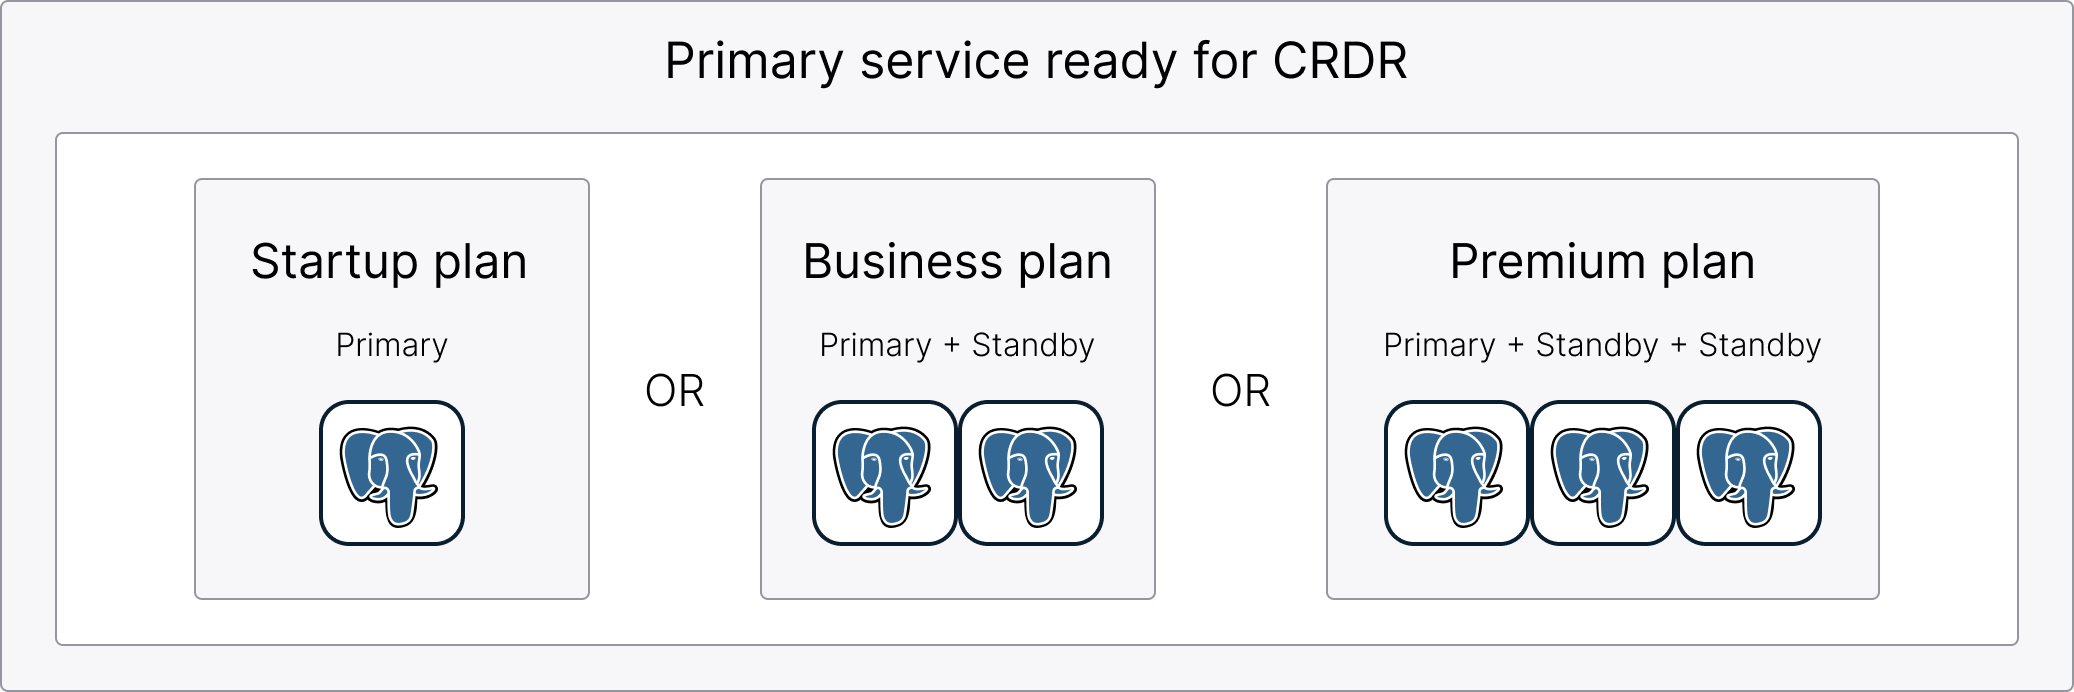 Primary service ready for CRDR
Startup plan
Primary
OR
Business plan
Primary + Standby
OR
Premium plan
Primary + Standby + Standby